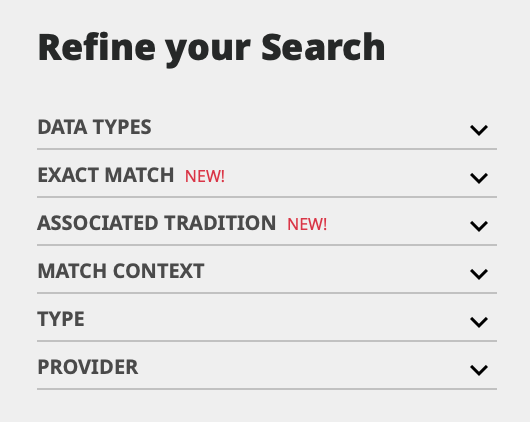 Refine your Search
DATA TYPES
EXACT MATCH NEW!
ASSOCIATED TRADITION NEW!
MATCH CONTEXT
TYPE
PROVIDER